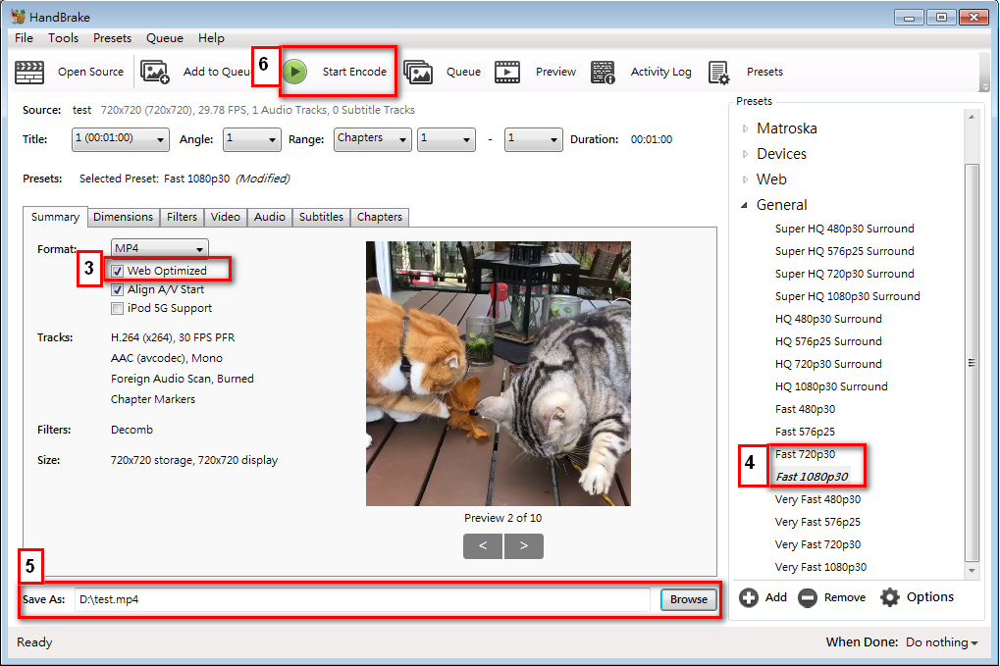 HandBrake
File Tools Presets Queue Help
Open Source Add to Queu 6 Start Encode Queue Preview Activity Log Presets
Source: test 720x720 (720x720), 29.78 FPS, 1 Audio Tracks, 0 Subtitle Tracks
Title: 1 (00:01:00) Angle: 1 Range: Chapters 1 - 1 Duration: 00:01:00
Presets: Selected Preset: Fast 1080p30 (Modified)
Summary Dimensions Filters Video Audio Subtitles Chapters
Format: MP4
3 Web Optimized
Align A/V Start
iPod 5G Support
Tracks: H.264 (x264), 30 FPS PFR
AAC (avcodec), Mono
Foreign Audio Scan, Burned
Chapter Markers
Filters: Decomb
Size: 720x720 storage, 720x720 display
Preview 2 of 10
< >
5
Save As: D:\test.mp4 Browse
Presets
Matroska
Devices
Web
General
Super HQ 480p30 Surround
Super HQ 576p25 Surround
Super HQ 720p30 Surround
Super HQ 1080p30 Surround
HQ 480p30 Surround
HQ 576p25 Surround
HQ 720p30 Surround
HQ 1080p30 Surround
Fast 480p30
Fast 576p25
Fast 720p30
4 Fast 1080p30
Very Fast 480p30
Very Fast 576p25
Very Fast 720p30
Very Fast 1080p30
Add Remove Options
Ready When Done: Do nothing